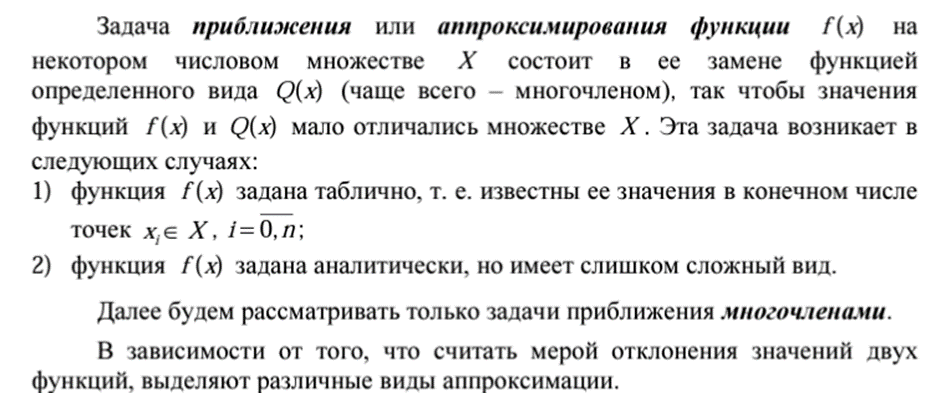 Задача приближения или аппроксимирования функции f(x) на
некотором числовом множестве X состоит в ее замене функцией
определенного вида Q(x) (чаще всего – многочленом), так чтобы значения
функций f(x) и Q(x) мало отличались множестве X. Эта задача возникает в
следующих случаях:
1) функция f(x) задана таблично, т. е. известны ее значения в конечном числе
точек xᵢ∈ X, i=0̅,̅n̅;
2) функция f(x) задана аналитически, но имеет слишком сложный вид.
Далее будем рассматривать только задачи приближения многочленами.
В зависимости от того, что считать мерой отклонения значений двух
функций, выделяют различные виды аппроксимации.